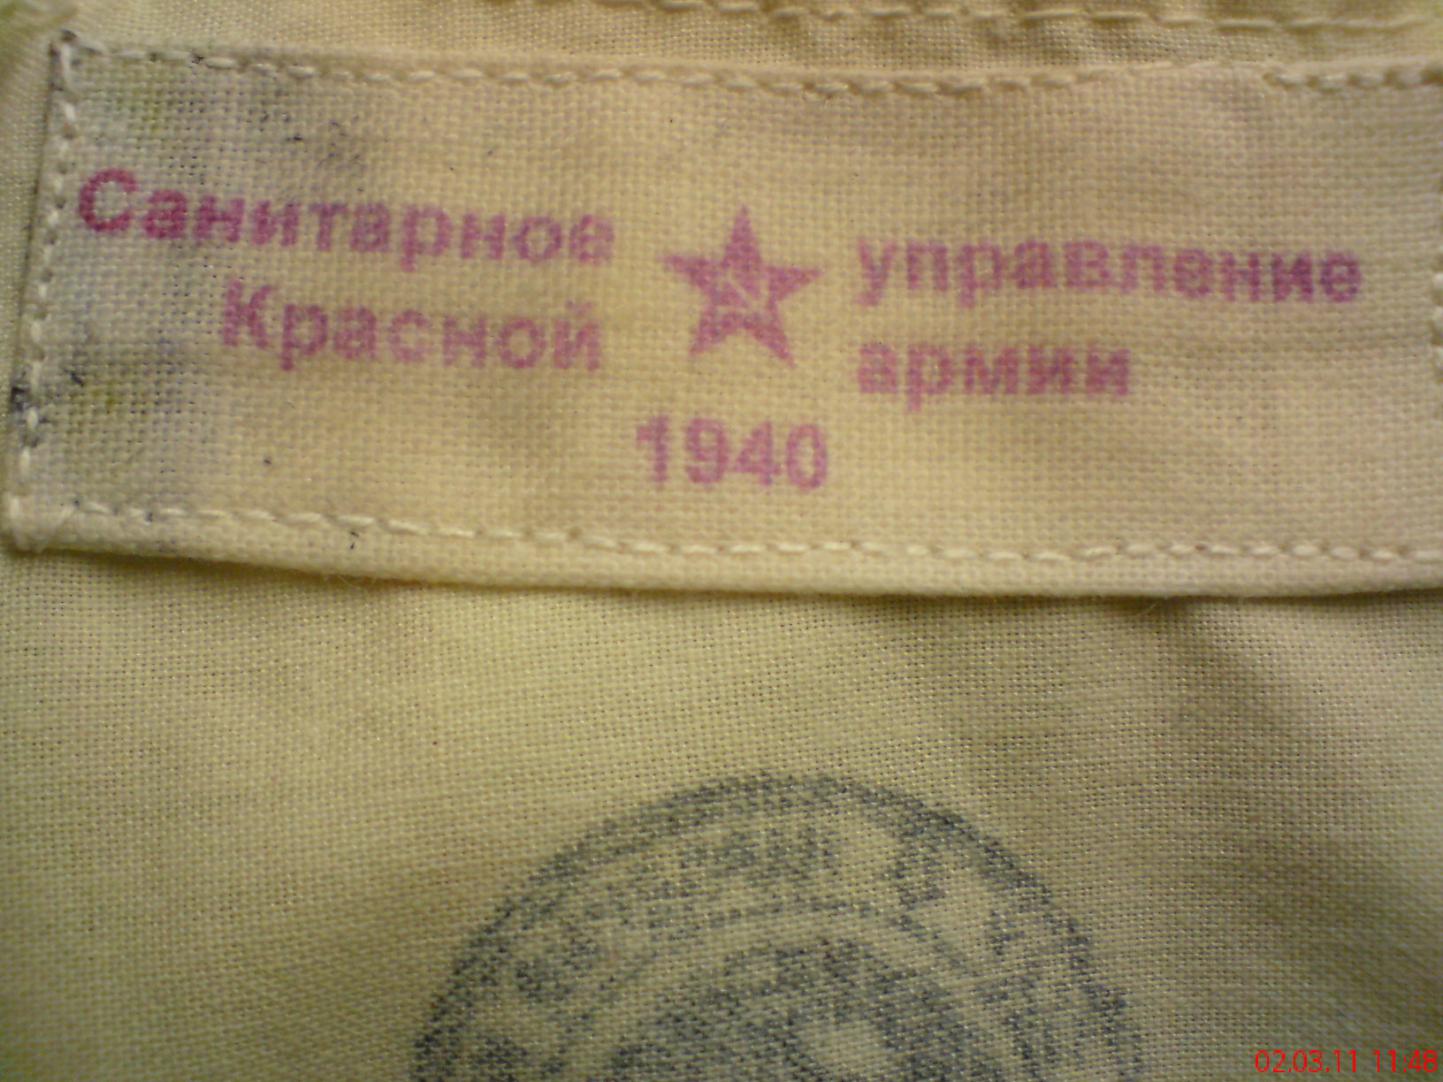 Санитарное управление
Красной армии
1940
02.03.11 11:48